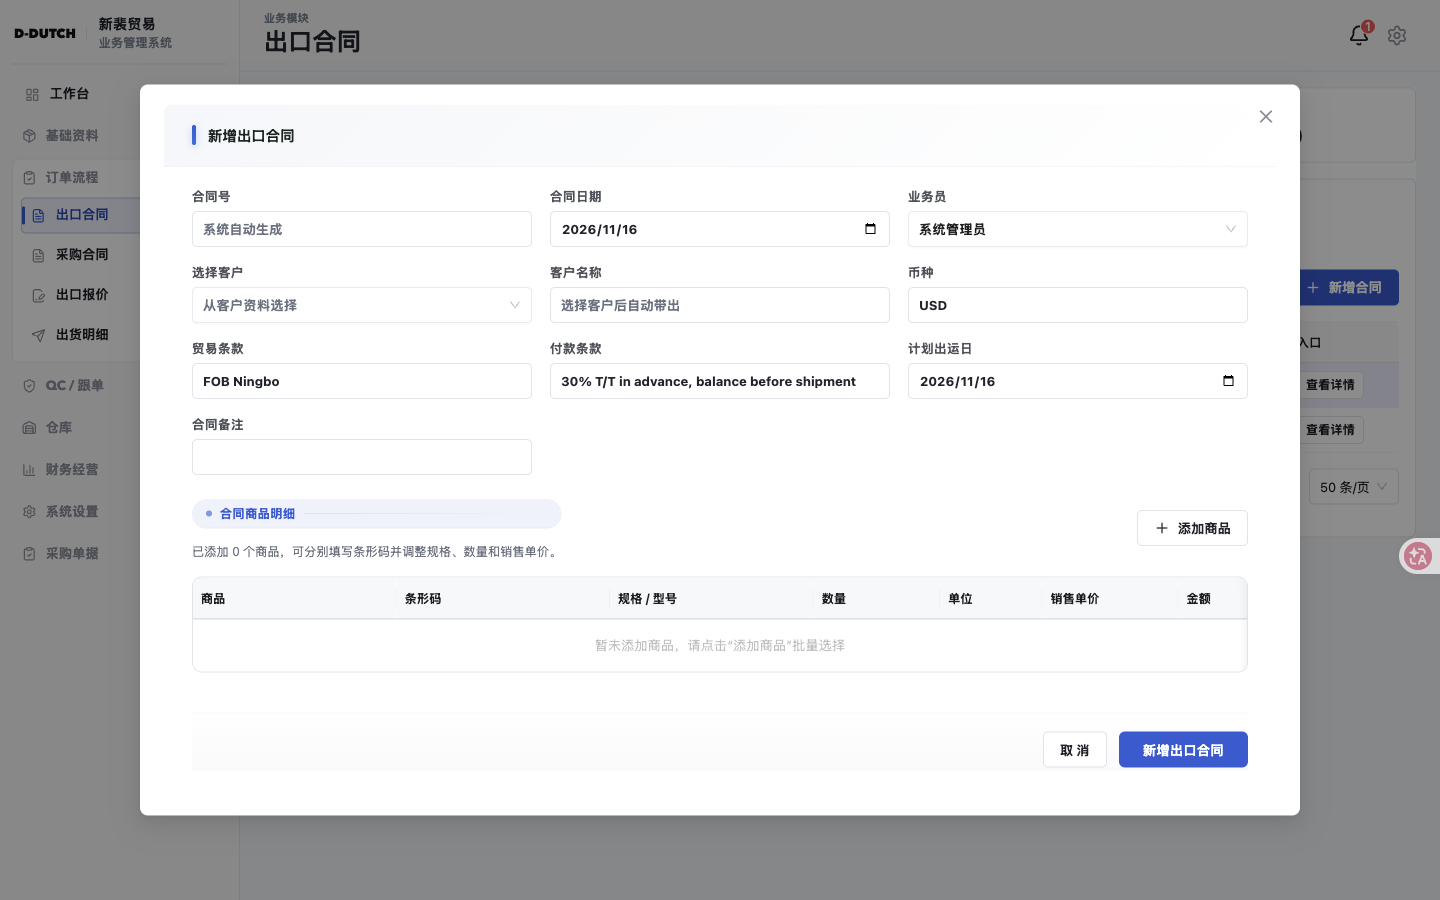 D-DUTCH
新裴贸易
业务管理系统
业务模块
出口合同
1
工作台
基础资料
订单流程
出口合同
采购合同
出口报价
出货明细
QC / 跟单
仓库
财务经营
系统设置
采购单据
新增出口合同
合同号
合同日期
业务员
系统自动生成
2026/11/16
系统管理员
选择客户
客户名称
币种
从客户资料选择
选择客户后自动带出
USD
贸易条款
付款条款
计划出运日
FOB Ningbo
30% T/T in advance, balance before shipment
2026/11/16
合同备注
合同商品明细
已添加 0 个商品，可分别填写条形码并调整规格、数量和销售单价。
添加商品
商品
条形码
规格 / 型号
数量
单位
销售单价
金额
暂未添加商品，请点击“添加商品”批量选择
取 消
新增出口合同
新增合同
入口
查看详情
查看详情
50 条/页